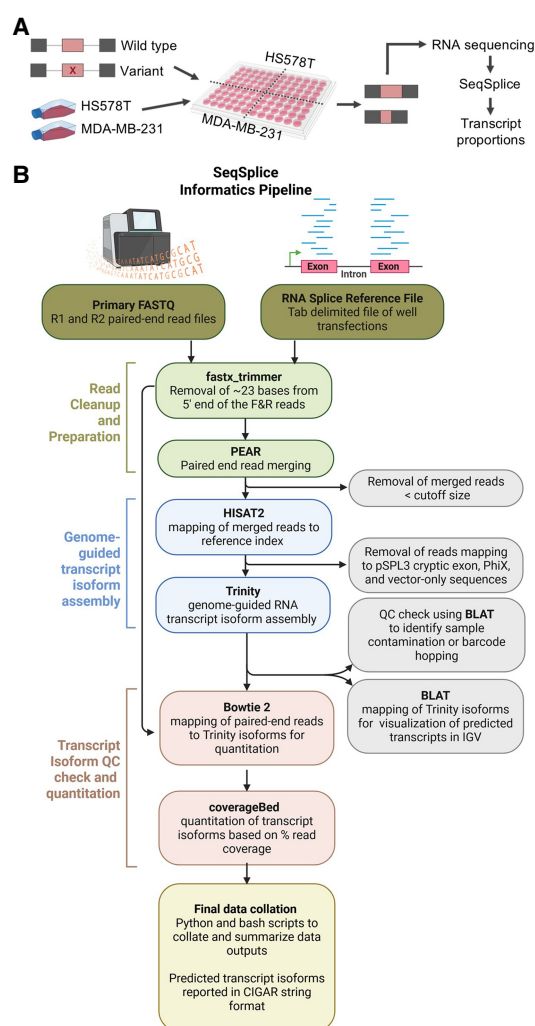 A
Wild type
X
Variant
HS578T
MDA-MB-231
HS578T
MDA-MB-231
RNA sequencing
SeqSplice
Transcript
proportions
B
SeqSplice
Informatics Pipeline
Exon
Intron
Exon
Primary FASTQ
R1 and R2 paired-end read files
RNA Splice Reference File
Tab delimited file of well
transfections
Read
Cleanup
and
Preparation
fastx_trimmer
Removal of ~23 bases from
5' end of the F&R reads
PEAR
Paired end read merging
Removal of merged reads
< cutoff size
Genome-
guided
transcript
isoform
assembly
HISAT2
mapping of merged reads to
reference index
Removal of reads mapping
to pSPL3 cryptic exon, PhiX,
and vector-only sequences
Trinity
genome-guided RNA
transcript isoform assembly
QC check using BLAT
to identify sample
contamination or barcode
hopping
BLAT
mapping of Trinity isoforms
for visualization of predicted
transcripts in IGV
Transcript
Isoform QC
check and
quantitation
Bowtie 2
mapping of paired-end reads
to Trinity isoforms for
quantitation
coverageBed
quantitation of transcript
isoforms based on % read
coverage
Final data collation
Python and bash scripts to
collate and summarize data
outputs
Predicted transcript isoforms
reported in CIGAR string
format